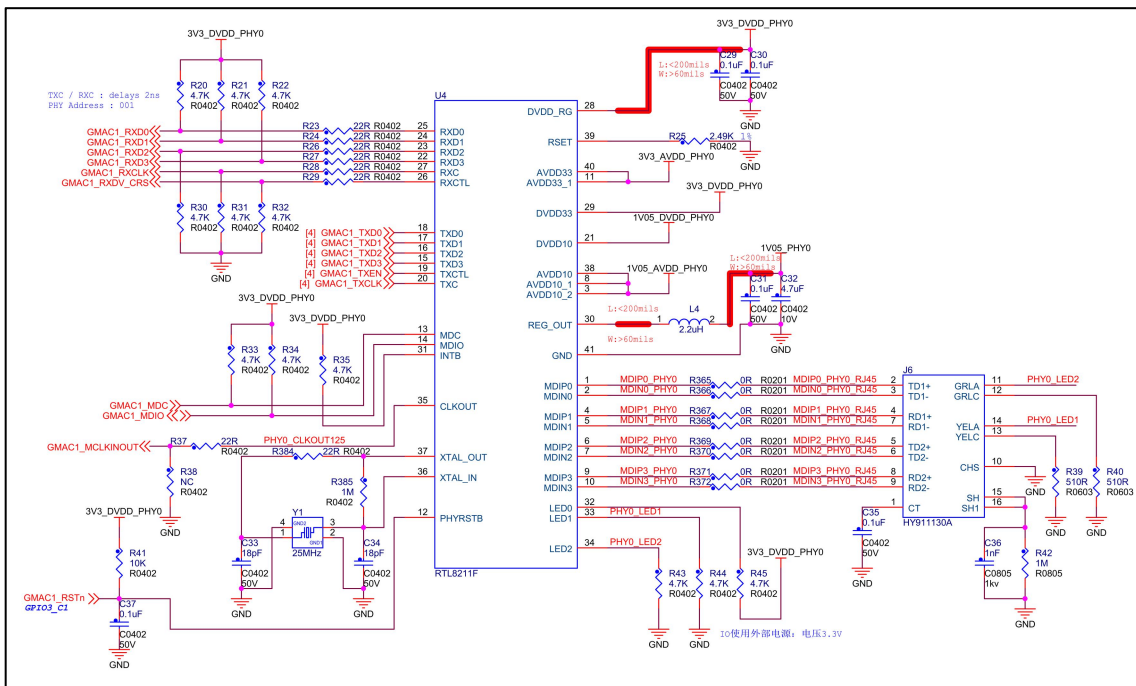 3V3_DVDD_PHY0
R20
4.7K
R0402
R21
4.7K
R0402
R22
4.7K
R0402
TXC / RXC : delays 2ns
PHY Address : 001
GMAC1_RXD0
GMAC1_RXD1
GMAC1_RXD2
GMAC1_RXD3
GMAC1_RXCLK
GMAC1_RXDV_CRS
R23 22R R0402 25 RXD0
R24 22R R0402 24 RXD1
R26 22R R0402 23 RXD2
R27 22R R0402 22 RXD3
R28 22R R0402 27 RXC
R29 22R R0402 26 RXCTL
R30
4.7K
R0402
R31
4.7K
R0402
R32
4.7K
R0402
GND
[4] GMAC1_TXD0 18 TXD0
[4] GMAC1_TXD1 17 TXD1
[4] GMAC1_TXD2 16 TXD2
[4] GMAC1_TXD3 15 TXD3
[4] GMAC1_TXEN 19 TXCTL
[4] GMAC1_TXCLK 20 TXC
3V3_DVDD_PHY0
3V3_DVDD_PHY0
R33
4.7K
R0402
R34
4.7K
R0402
R35
4.7K
R0402
13 MDC
14 MDIO
31 INTB
GMAC1_MDC
GMAC1_MDIO
35 CLKOUT
GMAC1_MCLKINOUT
R37 22R
R0402
PHY0_CLKOUT125
R384 22R R0402
37 XTAL_OUT
36 XTAL_IN
R38
NC
R0402
GND
R385
1M
R0402
Y1
4 GND2 3
1 GND1 2
25MHz
C33
18pF
C0402
50V
GND
C34
18pF
C0402
50V
GND
12 PHYRSTB
3V3_DVDD_PHY0
R41
10K
R0402
GMAC1_RSTn
GPIO3_C1
C37
0.1uF
C0402
50V
GND
U4
RTL8211F
3V3_DVDD_PHY0
C29
0.1uF
C0402
50V
C30
0.1uF
C0402
50V
GND
L:<200mils
W:>60mils
DVDD_RG 28
RSET 39
R25 2.49K 1%
R0402
GND
3V3_AVDD_PHY0
AVDD33 40
AVDD33_1 11
3V3_DVDD_PHY0
DVDD33 29
1V05_DVDD_PHY0
DVDD10 21
1V05_AVDD_PHY0
AVDD10 38
AVDD10_1 8
AVDD10_2 3
1V05_PHY0
L:<200mils
W:>60mils
C31
0.1uF
C0402
50V
C32
4.7uF
C0402
10V
GND
L:<200mils
W:>60mils
REG_OUT 30
1 L4 2
2.2uH
GND 41
MDIP0 1 MDIP0_PHY0 R365 0R R0201 MDIP0_PHY0_RJ45 2 TD1+
MDIN0 2 MDIN0_PHY0 R366 0R R0201 MDIN0_PHY0_RJ45 3 TD1-
MDIP1 4 MDIP1_PHY0 R367 0R R0201 MDIP1_PHY0_RJ45 4 RD1+
MDIN1 5 MDIN1_PHY0 R368 0R R0201 MDIN1_PHY0_RJ45 7 RD1-
MDIP2 6 MDIP2_PHY0 R369 0R R0201 MDIP2_PHY0_RJ45 5 TD2+
MDIN2 7 MDIN2_PHY0 R370 0R R0201 MDIN2_PHY0_RJ45 6 TD2-
MDIP3 9 MDIP3_PHY0 R371 0R R0201 MDIP3_PHY0_RJ45 8 RD2+
MDIN3 10 MDIN3_PHY0 R372 0R R0201 MDIN3_PHY0_RJ45 9 RD2-
LED0 32
LED1 33 PHY0_LED1
LED2 34 PHY0_LED2
R43
4.7K
R0402
R44
4.7K
R0402
R45
4.7K
R0402
3V3_DVDD_PHY0
GND
GND
IO使用外部电源: 电压3.3V
J6
GRLA 11 PHY0_LED2
GRLC 12
YELA 14 PHY0_LED1
YELC 13
CHS 10
GND
SH 15
SH1 16
1 CT
HY911130A
C35
0.1uF
C0402
50V
GND
R39
510R
R0603
R40
510R
R0603
GND
GND
C36
1nF
C0805
1kv
R42
1M
R0805
GND